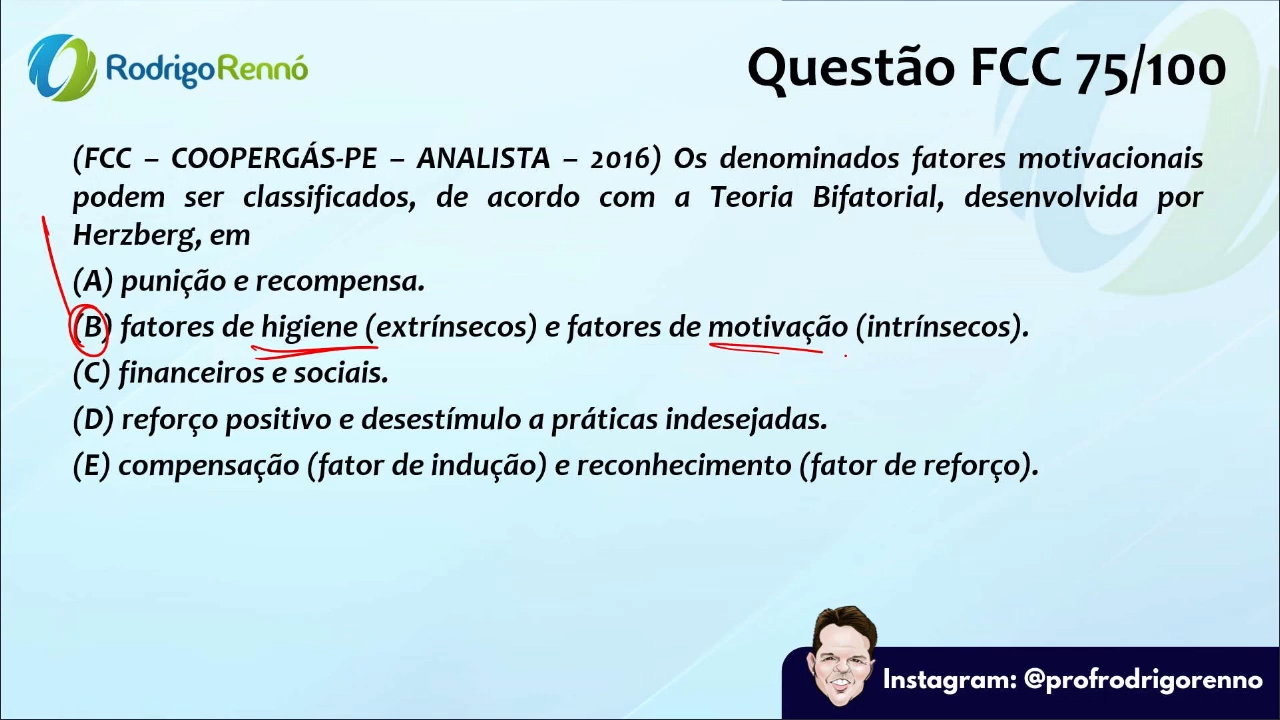 RodrigoRennó
Questão FCC 75/100
(FCC – COOPERGÁS-PE – ANALISTA – 2016) Os denominados fatores motivacionais
podem ser classificados, de acordo com a Teoria Bifatorial, desenvolvida por
Herzberg, em
(A) punição e recompensa.
(B) fatores de higiene (extrínsecos) e fatores de motivação (intrínsecos).
(C) financeiros e sociais.
(D) reforço positivo e desestímulo a práticas indesejadas.
(E) compensação (fator de indução) e reconhecimento (fator de reforço).
Instagram: @profrodrigorenno